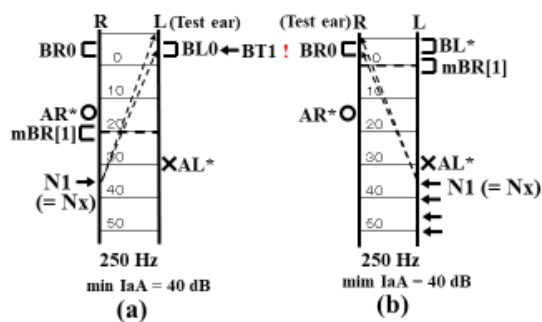 R L (Test ear)
BR0 BL0 BT1 !
0
10
AR*
mBR[1] 20
30 AL*
N1
(= Nx) 40
50
250 Hz
min IaA = 40 dB
(a)
(Test ear) R L
BR0 BL*
0 mBR[1]
10
AR*
20
30 AL*
N1 (= Nx)
40
50
250 Hz
mim IaA – 40 dB
(b)